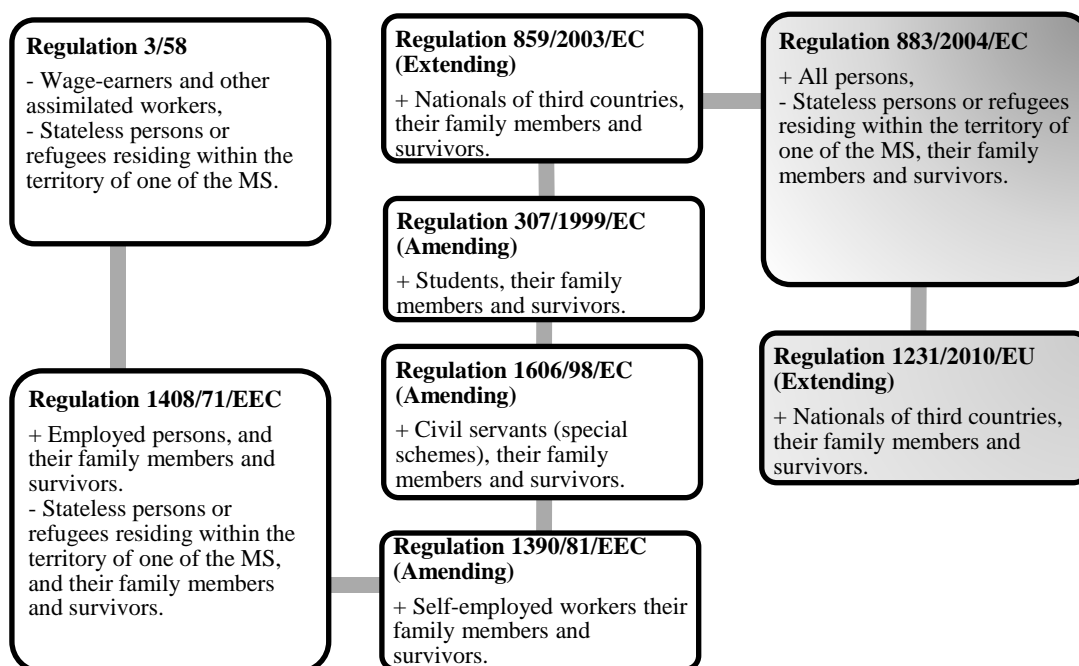 Regulation 3/58
- Wage-earners and other
assimilated workers,
- Stateless persons or
refugees residing within the
territory of one of the MS.
Regulation 1408/71/EEC
+ Employed persons, and
their family members and
survivors.
- Stateless persons or
refugees residing within the
territory of one of the MS,
and their family members
and survivors.
Regulation 1390/81/EEC
(Amending)
+ Self-employed workers their
family members and
survivors.
Regulation 1606/98/EC
(Amending)
+ Civil servants (special
schemes), their family
members and survivors.
Regulation 307/1999/EC
(Amending)
+ Students, their family
members and survivors.
Regulation 859/2003/EC
(Extending)
+ Nationals of third countries,
their family members and
survivors.
Regulation 883/2004/EC
+ All persons,
- Stateless persons or refugees
residing within the territory of
one of the MS, their family
members and survivors.
Regulation 1231/2010/EU
(Extending)
+ Nationals of third countries,
their family members and
survivors.